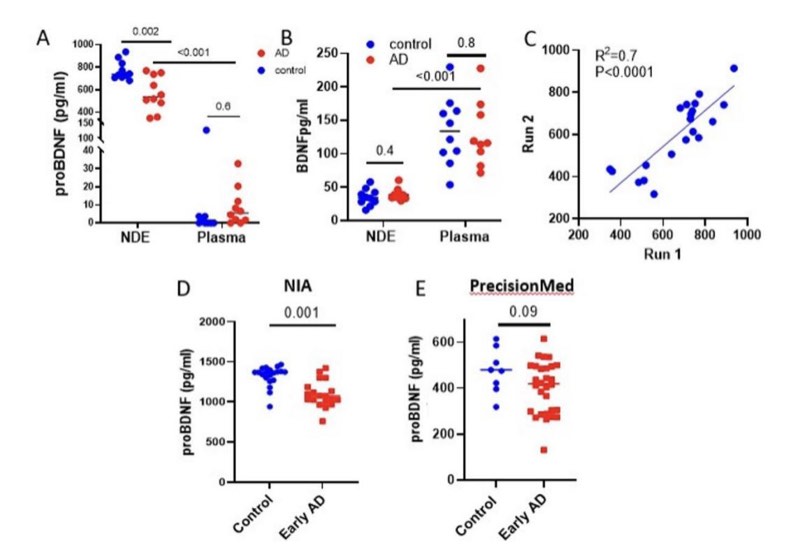 A
0.002
<0.001
0.6
AD
control
proBDNF (pg/ml)
1000
800
600
400
150
100
40
30
20
10
0
NDE
Plasma
B
control
AD
0.8
<0.001
0.4
BDNFpg/ml
250
200
150
100
50
0
NDE
Plasma
C
R²=0.7
P<0.0001
Run 2
1000
800
600
400
200
200
400
600
800
1000
Run 1
D
NIA
0.001
proBDNF (pg/ml)
2000
1500
1000
500
0
Control
Early AD
E
PrecisionMed
0.09
proBDNF (pg/ml)
600
400
200
0
Control
Early AD